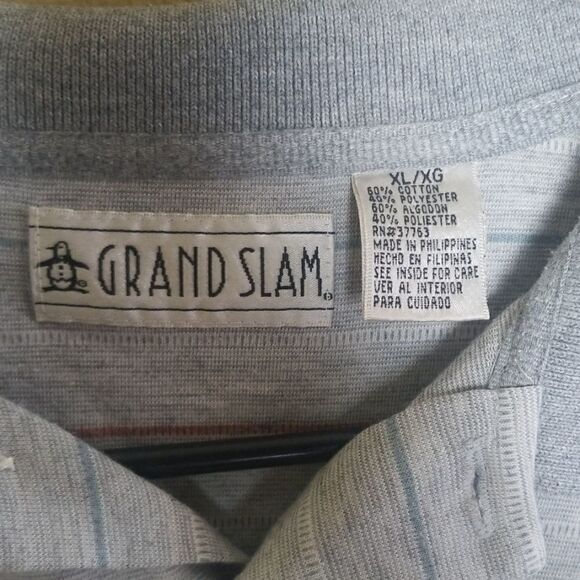 GRAND SLAM
XL/XG
60% COTTON
40% POLYESTER
60% ALGODON
40% POLIESTER
RN#37763
MADE IN PHILIPPINES
HECHO EN FILIPINAS
SEE INSIDE FOR CARE
VER AL INTERIOR
PARA CUIDADO